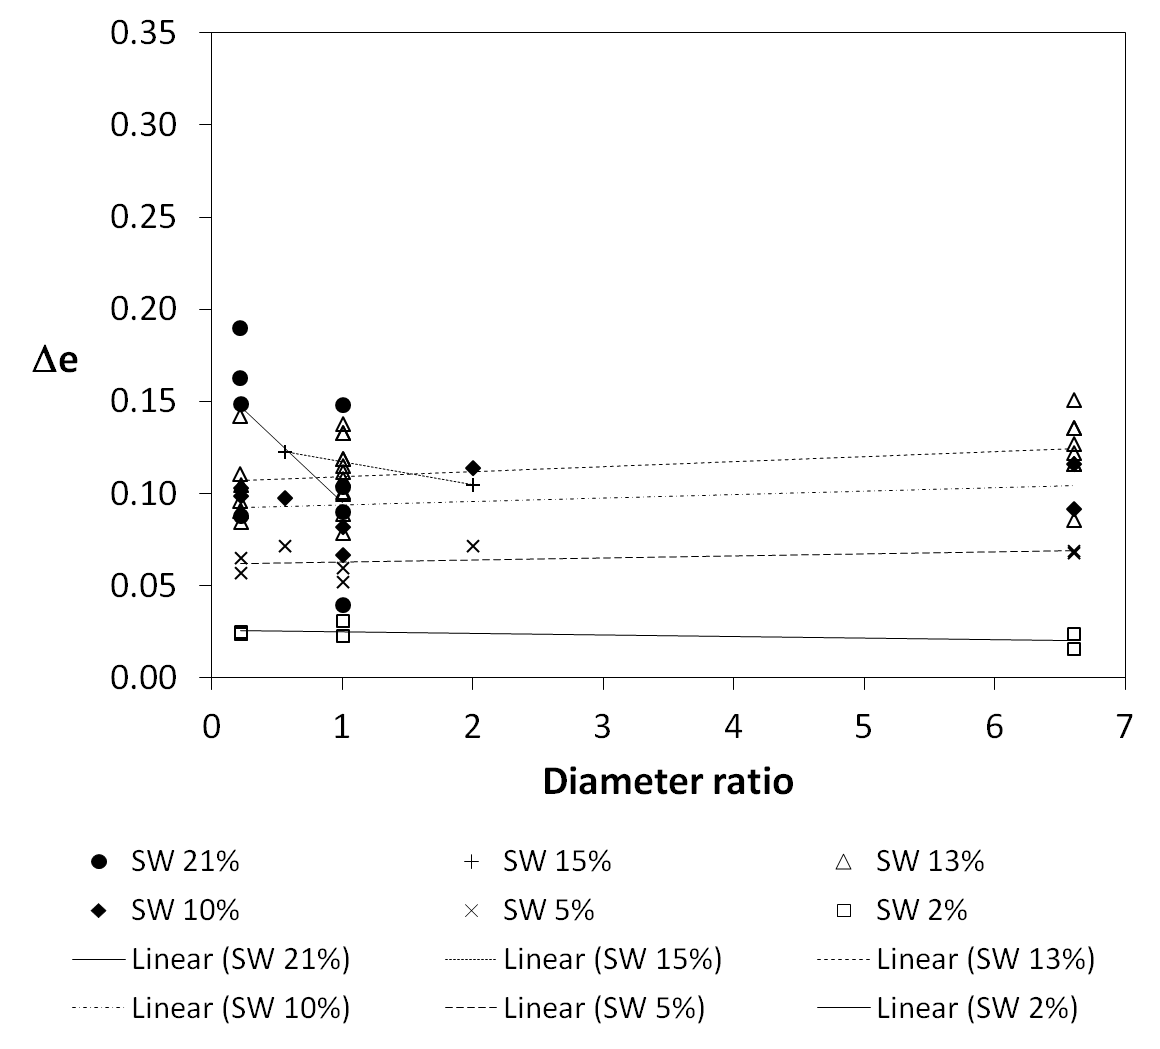 0.35
0.30
0.25
0.20
Δe
0.15
0.10
0.05
0.00
0 1 2 3 4 5 6 7
Diameter ratio
SW 21% SW 15% SW 13%
SW 10% SW 5% SW 2%
Linear (SW 21%) Linear (SW 15%) Linear (SW 13%)
Linear (SW 10%) Linear (SW 5%) Linear (SW 2%)